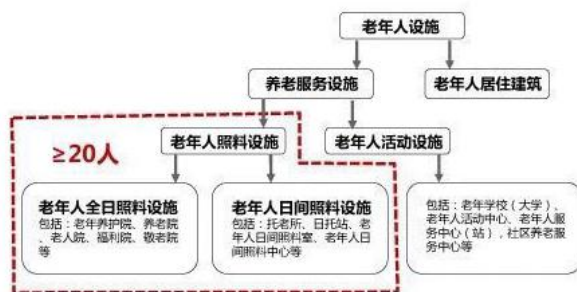 老年人设施
养老服务设施
老年人居住建筑
≥20人
老年人照料设施
老年人活动设施
老年人全日照料设施
包括：老年养护院、养老院
、老人院、福利院、敬老院
等
老年人日间照料设施
包括：托老所、日托站、老年
人日间照料室、老年人日
间照料中心等
包括：老年学校（大学）、
老年人活动中心、老年人服
务中心（站），社区养老服
务中心等